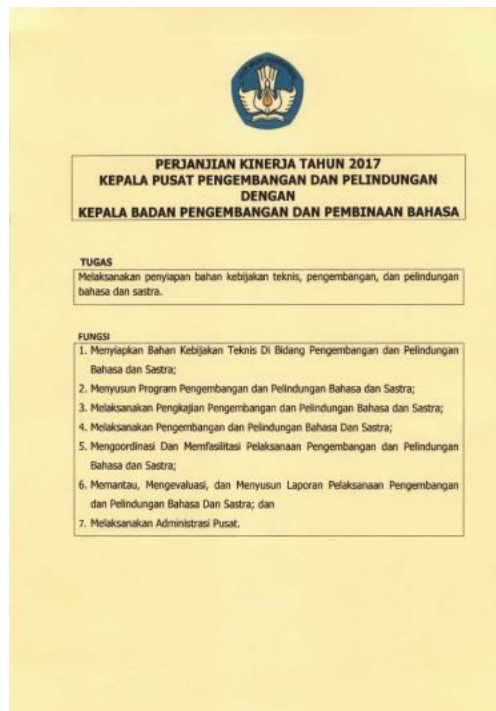 PERJANJIAN KINERJA TAHUN 2017
KEPALA PUSAT PENGEMBANGAN DAN PELINDUNGAN
DENGAN
KEPALA BADAN PENGEMBANGAN DAN PEMBINAAN BAHASA
TUGAS
Melaksanakan penyiapan bahan kebijakan teknis, pengembangan, dan pelindungan
bahasa dan sastra.
FUNGSI
1. Menyiapkan Bahan Kebijakan Teknis Di Bidang Pengembangan dan Pelindungan
Bahasa dan Sastra;
2. Menyusun Program Pengembangan dan Pelindungan Bahasa dan Sastra;
3. Melaksanakan Pengkajian Pengembangan dan Pelindungan Bahasa dan Sastra;
4. Melaksanakan Pengembangan dan Pelindungan Bahasa Dan Sastra;
5. Mengoordinasi Dan Memfasilitasi Pelaksanaan Pengembangan dan Pelindungan
Bahasa dan Sastra;
6. Memantau, Mengevaluasi, dan Menyusun Laporan Pelaksanaan Pengembangan
dan Pelindungan Bahasa Dan Sastra; dan
7. Melaksanakan Administrasi Pusat.